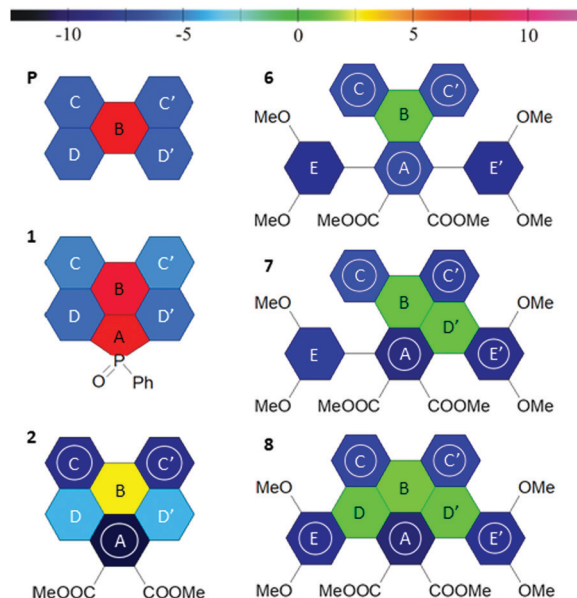 -10 -5 0 5 10
P
C C'
B
D D'
1
C C'
B
D D'
A
P
O Ph
2
C C'
B
D D'
A
MeOOC COOMe
6
C C'
MeO B OMe
E A E'
MeO MeOOC COOMe OMe
7
C C'
MeO B OMe
D'
E A E'
MeO MeOOC COOMe OMe
8
C C'
MeO B OMe
D D'
E A E'
MeO MeOOC COOMe OMe